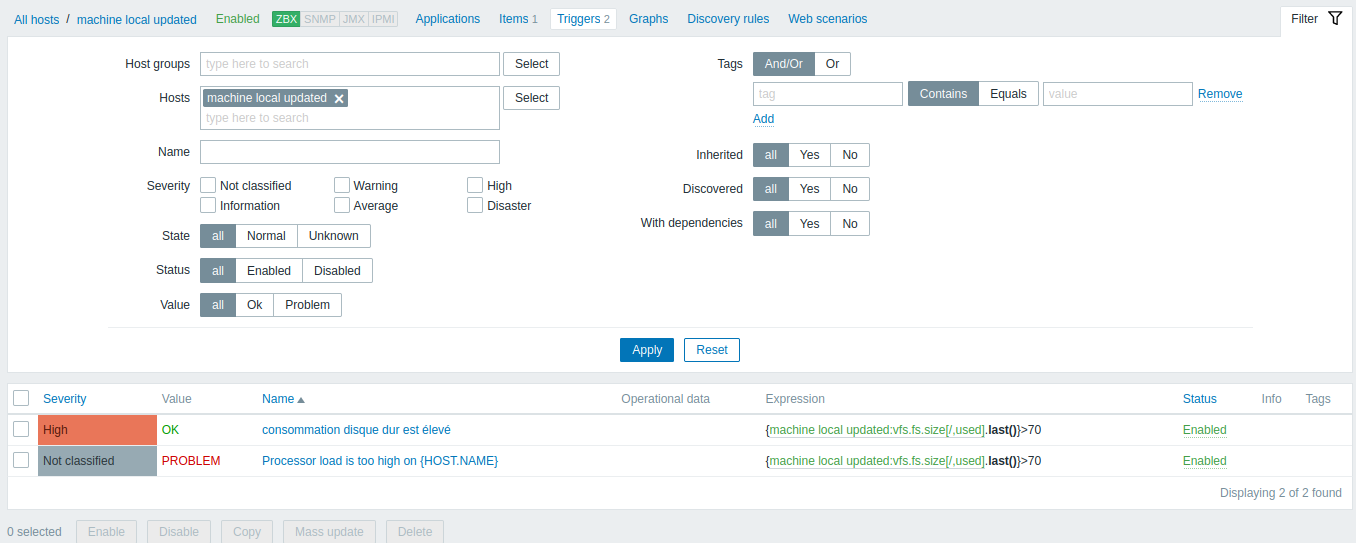 All hosts / machine local updated Enabled ZBX SNMP JMX IPMI Applications Items 1 Triggers 2 Graphs Discovery rules Web scenarios Filter
Host groups type here to search Select Tags And/Or Or
Hosts machine local updated Select tag Contains Equals value Remove
type here to search Add
Name Inherited all Yes No
Severity Not classified Warning High Discovered all Yes No
Information Average Disaster
With dependencies all Yes No
State all Normal Unknown
Status all Enabled Disabled
Value all Ok Problem
Apply Reset
Severity Value Name Operational data Expression Status Info Tags
High OK consommation disque dur est élevé {machine local updated:vfs.fs.size[/,used].last()}>70 Enabled
Not classified PROBLEM Processor load is too high on {HOST.NAME} {machine local updated:vfs.fs.size[/,used].last()}>70 Enabled
Displaying 2 of 2 found
0 selected Enable Disable Copy Mass update Delete